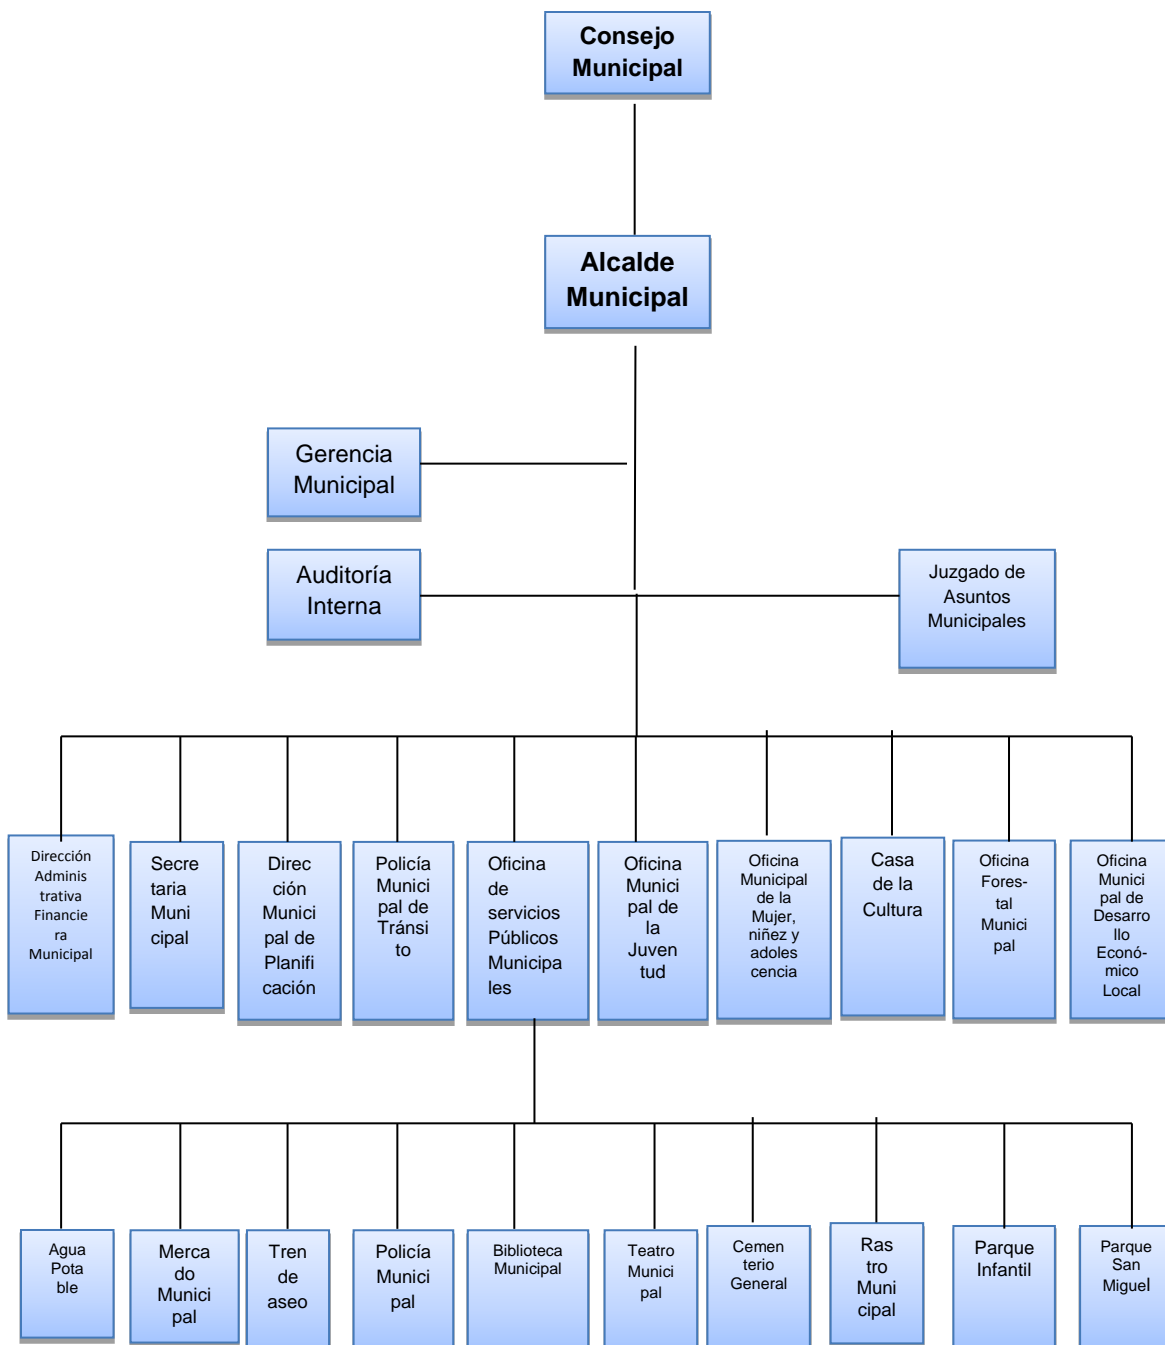 Consejo
Municipal
Alcalde
Municipal
Gerencia
Municipal
Auditoría
Interna
Juzgado de
Asuntos
Municipales
Dirección
Adminis
trativa
Financie
ra
Municipal
Secre
taria
Muni
cipal
Direc
ción
Munici
pal de
Planifi
cación
Policía
Munici
pal de
Tránsi
to
Oficina
de
servicios
Públicos
Municipa
les
Oficina
Munici
pal de
la
Juven
tud
Oficina
Municipal
de la
Mujer,
niñez y
adoles
cencia
Casa
de la
Cultura
Oficina
Fores-
tal
Munici
pal
Oficina
Munici
pal de
Desarro
llo
Econó-
mico
Local
Agua
Pota
ble
Merca
do
Munici
pal
Tren
de
aseo
Policía
Munici
pal
Biblioteca
Municipal
Teatro
Munici
pal
Cemen
terio
General
Ras
tro
Muni
cipal
Parque
Infantil
Parque
San
Miguel